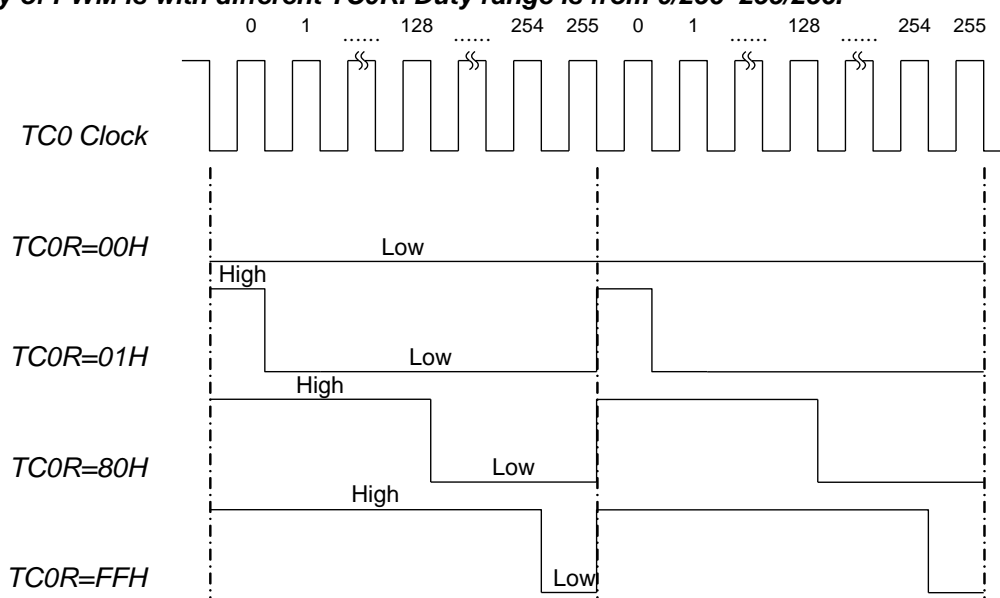 0 1 ...... 128 ...... 254 255 0 1 ...... 128 ...... 254 255
TC0 Clock
TC0R=00H
Low
High
TC0R=01H
Low
High
TC0R=80H
Low
High
TC0R=FFH
Low